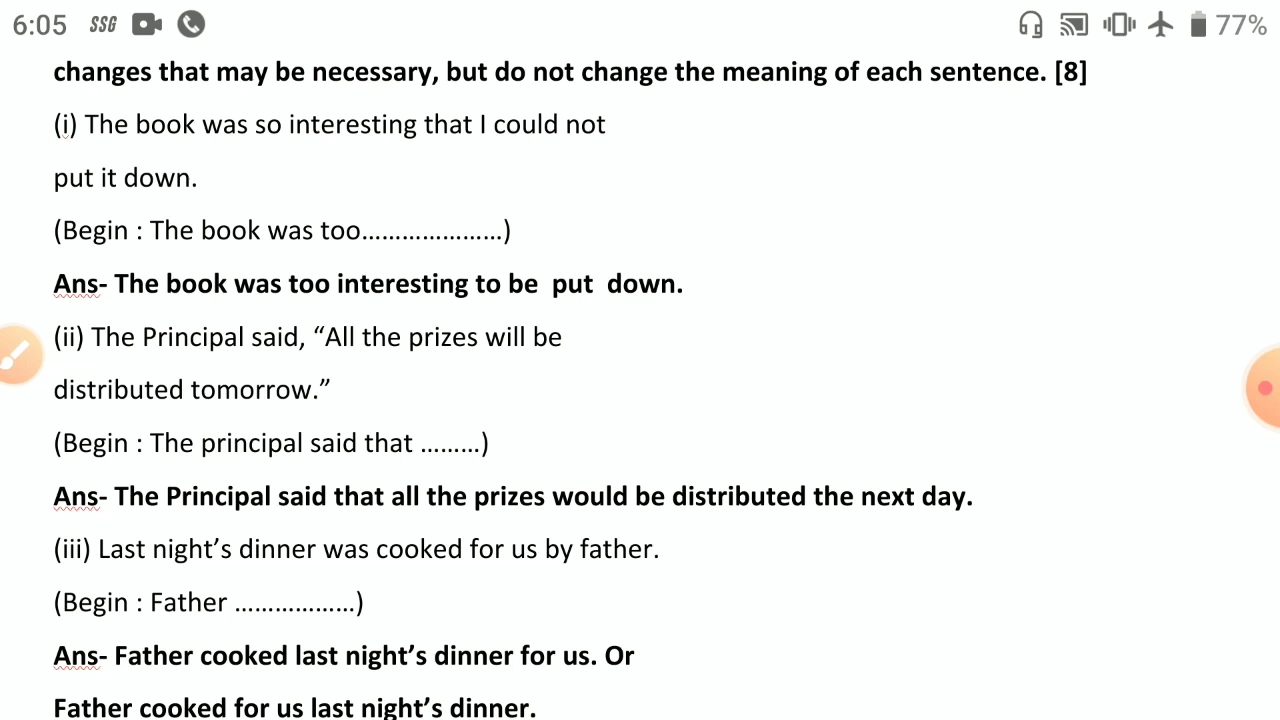 6:05 SSG 77%
changes that may be necessary, but do not change the meaning of each sentence. [8]
(i) The book was so interesting that I could not
put it down.
(Begin : The book was too.....................)
Ans- The book was too interesting to be  put  down.
(ii) The Principal said, “All the prizes will be
distributed tomorrow.”
(Begin : The principal said that .........)
Ans- The Principal said that all the prizes would be distributed the next day.
(iii) Last night’s dinner was cooked for us by father.
(Begin : Father ..................)
Ans- Father cooked last night’s dinner for us. Or
Father cooked for us last night’s dinner.